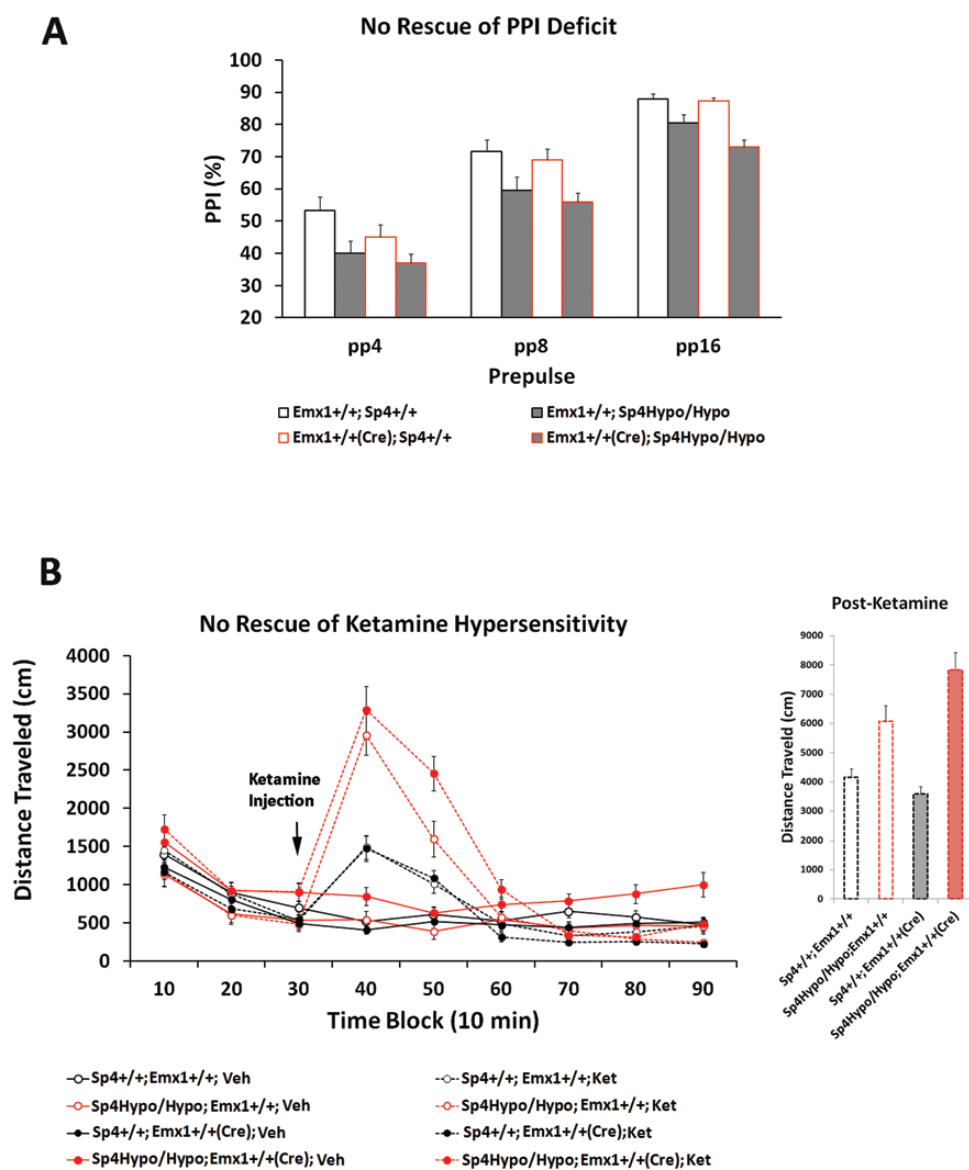 A
No Rescue of PPI Deficit
100
90
80
70
60
50
40
30
20
PPI (%)
pp4 pp8 pp16
Prepulse
Emx1+/+; Sp4+/+ Emx1+/+; Sp4Hypo/Hypo
Emx1+/+(Cre); Sp4+/+ Emx1+/+(Cre); Sp4Hypo/Hypo
B
No Rescue of Ketamine Hypersensitivity
4000
3500
3000
2500
2000
1500
1000
500
0
Distance Traveled (cm)
Ketamine
Injection
10 20 30 40 50 60 70 80 90
Time Block (10 min)
Post-Ketamine
9000
8000
7000
6000
5000
4000
3000
2000
1000
0
Distance Traveld (cm)
Sp4+/+; Emx1+/+
Sp4Hypo/Hypo;Emx1+/+
Sp4+/+; Emx1+/+(Cre)
Sp4Hypo/Hypo; Emx1+/+(Cre)
Sp4+/+;Emx1+/+; Veh Sp4+/+; Emx1+/+;Ket
Sp4Hypo/Hypo; Emx1+/+; Veh Sp4Hypo/Hypo; Emx1+/+; Ket
Sp4+/+; Emx1+/+(Cre); Veh Sp4+/+; Emx1+/+(Cre);Ket
Sp4Hypo/Hypo;Emx1+/+(Cre); Veh Sp4Hypo/Hypo; Emx1+/+(Cre); Ket